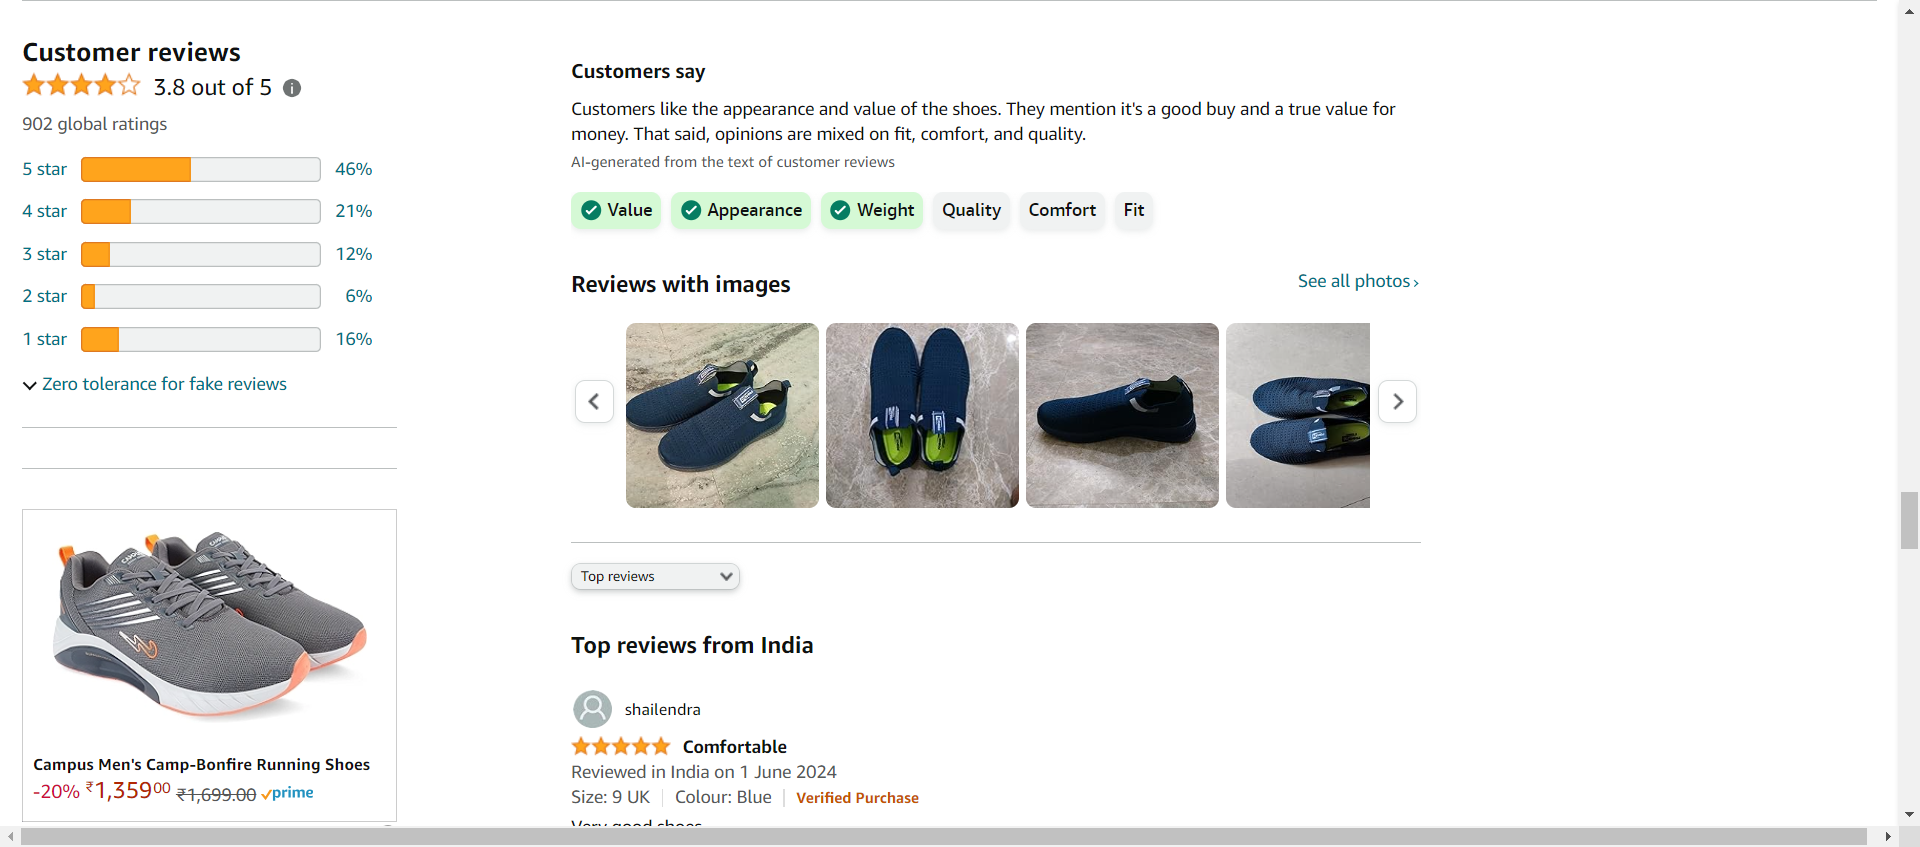 Customer reviews
3.8 out of 5
902 global ratings
5 star 46%
4 star 21%
3 star 12%
2 star 6%
1 star 16%
Zero tolerance for fake reviews
Campus Men's Camp-Bonfire Running Shoes
-20% ₹1,35900 ₹1,699.00 prime
Customers say
Customers like the appearance and value of the shoes. They mention it's a good buy and a true value for
money. That said, opinions are mixed on fit, comfort, and quality.
AI-generated from the text of customer reviews
Value Appearance Weight Quality Comfort Fit
Reviews with images
See all photos ›
Top reviews
Top reviews from India
shailendra
Comfortable
Reviewed in India on 1 June 2024
Size: 9 UK | Colour: Blue | Verified Purchase
Very good shoes